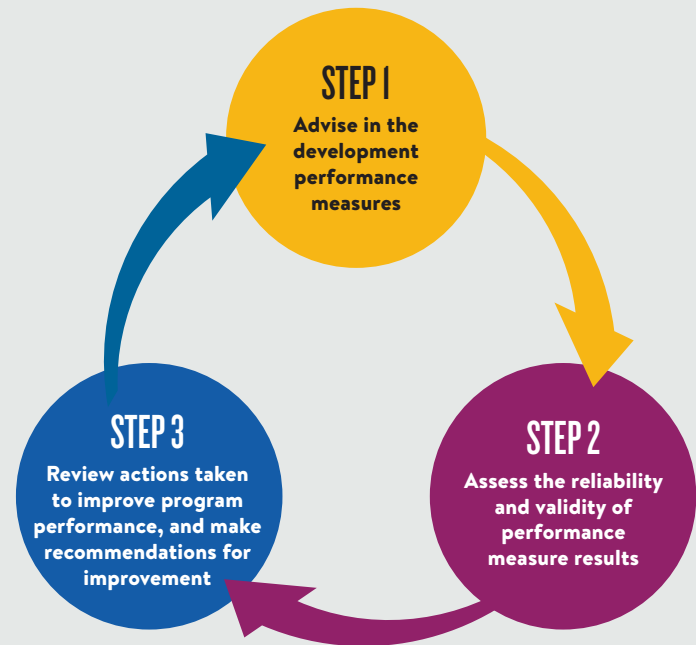 STEP 1
Advise in the
development
performance
measures
STEP 2
Assess the reliability
and validity of
performance
measure results
STEP 3
Review actions taken
to improve program
performance, and make
recommendations for
improvement